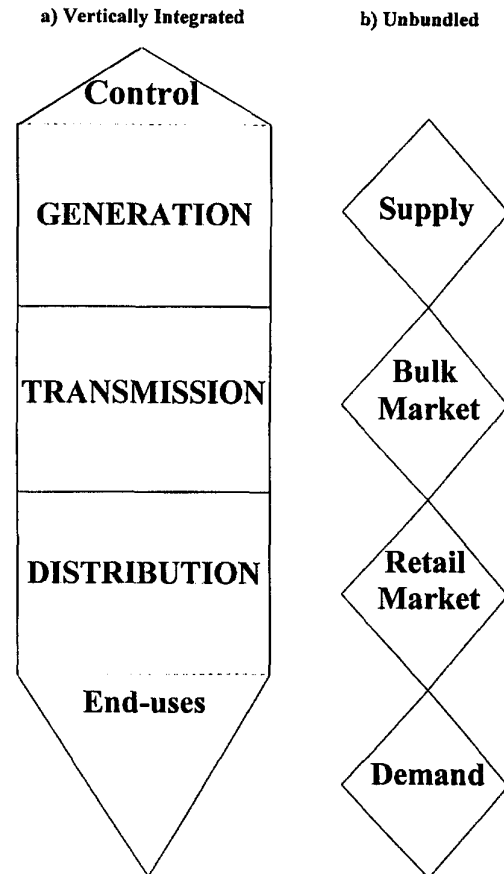 a) Vertically Integrated
Control
GENERATION
TRANSMISSION
DISTRIBUTION
End-uses
b) Unbundled
Supply
Bulk
Market
Retail
Market
Demand